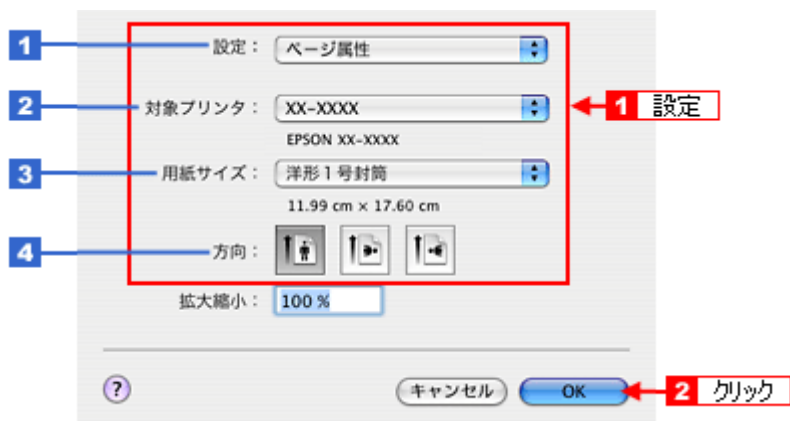 1 設定： ページ属性
2 対象プリンタ： XX-XXXX 1 設定
EPSON XX-XXXX
3 用紙サイズ： 洋形1号封筒
11.99 cm × 17.60 cm
4 方向：
拡大縮小： 100 %
? キャンセル OK 2 クリック